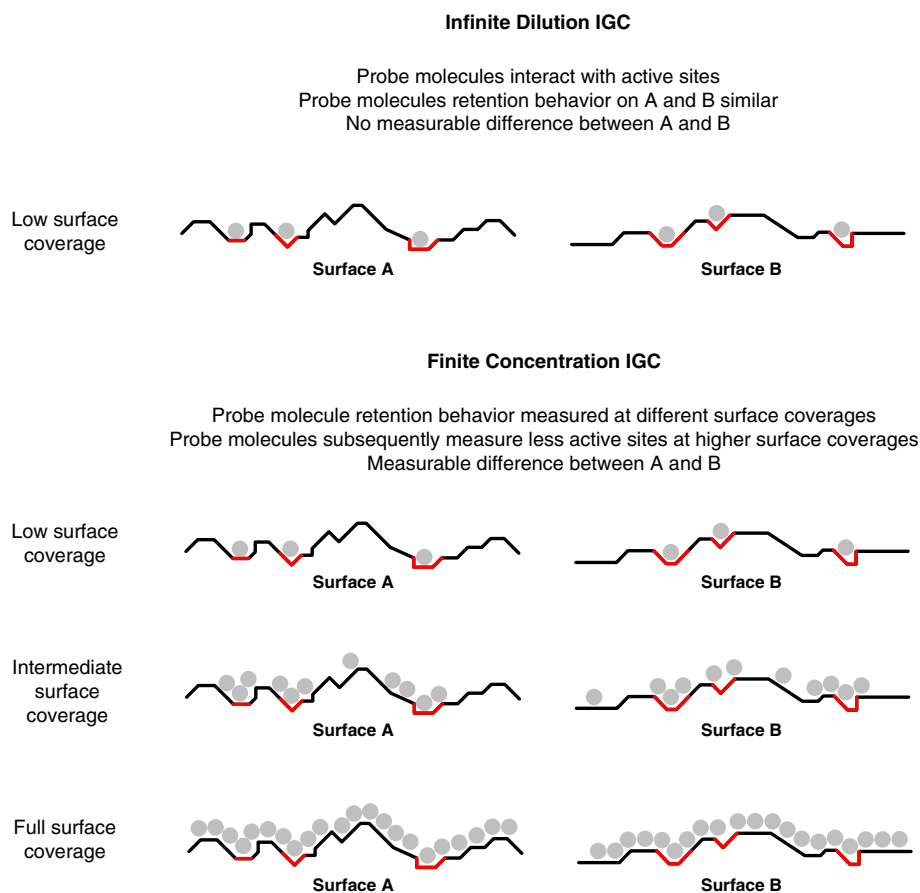 Infinite Dilution IGC
Probe molecules interact with active sites
Probe molecules retention behavior on A and B similar
No measurable difference between A and B
Low surface
coverage
Surface A
Surface B
Finite Concentration IGC
Probe molecule retention behavior measured at different surface coverages
Probe molecules subsequently measure less active sites at higher surface coverages
Measurable difference between A and B
Low surface
coverage
Surface A
Surface B
Intermediate
surface
coverage
Surface A
Surface B
Full surface
coverage
Surface A
Surface B